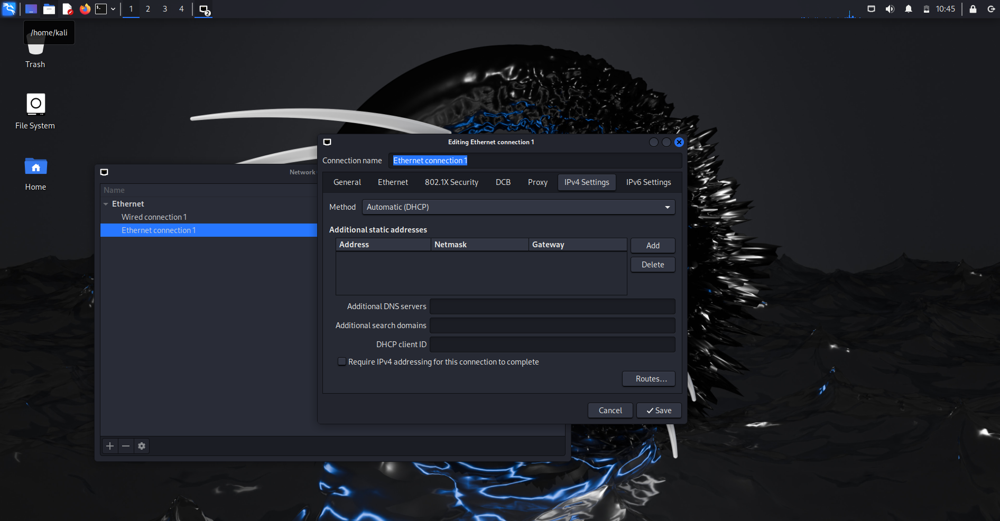 1 2 3 4 2 10:45
/home/kali
Trash
File System
Home
Network
Name
Ethernet
Wired connection 1
Ethernet connection 1
Editing Ethernet connection 1
Connection name Ethernet connection 1
General Ethernet 802.1X Security DCB Proxy IPv4 Settings IPv6 Settings
Method Automatic (DHCP)
Additional static addresses
Address Netmask Gateway Add
Delete
Additional DNS servers
Additional search domains
DHCP client ID
Require IPv4 addressing for this connection to complete
Routes…
Cancel Save